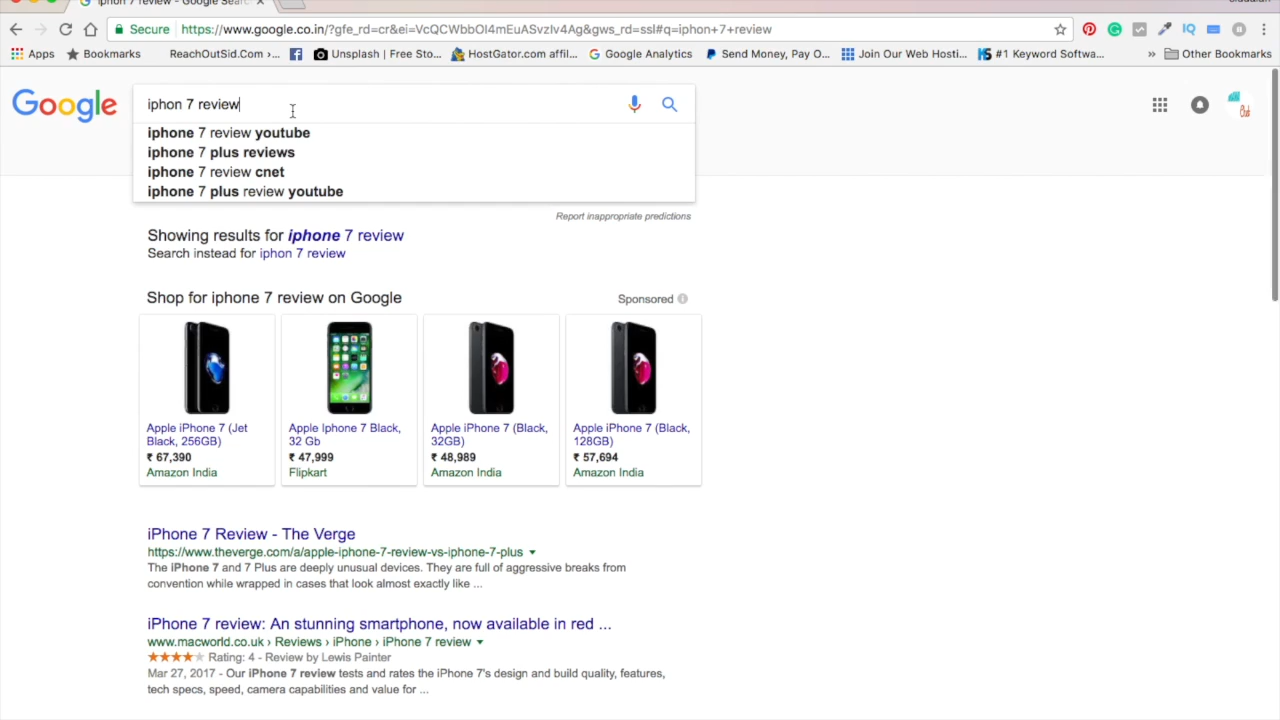 iphon 7 review - Google Search
Secure https://www.google.co.in/?gfe_rd=cr&ei=VcQCWbbOI4mEuASvzIv4Ag&gws_rd=ssl#q=iphon+7+review
Apps Bookmarks ReachOutSid.Com ›... Unsplash | Free Sto... HostGator.com affil... Google Analytics Send Money, Pay O... Join Our Web Hosti... #1 Keyword Softwa... » Other Bookmarks
Google
iphon 7 review
iphone 7 review youtube
iphone 7 plus reviews
iphone 7 review cnet
iphone 7 plus review youtube
Report inappropriate predictions
Showing results for iphone 7 review
Search instead for iphon 7 review
Shop for iphone 7 review on Google
Sponsored
Apple iPhone 7 (Jet
Black, 256GB)
₹ 67,390
Amazon India
Apple Iphone 7 Black,
32 Gb
₹ 47,999
Flipkart
Apple iPhone 7 (Black,
32GB)
₹ 48,989
Amazon India
Apple iPhone 7 (Black,
128GB)
₹ 57,694
Amazon India
iPhone 7 Review - The Verge
https://www.theverge.com/a/apple-iphone-7-review-vs-iphone-7-plus
The iPhone 7 and 7 Plus are deeply unusual devices. They are full of aggressive breaks from
convention while wrapped in cases that look almost exactly like ...
iPhone 7 review: An stunning smartphone, now available in red ...
www.macworld.co.uk › Reviews › iPhone › iPhone 7 review
Rating: 4 - Review by Lewis Painter
Mar 27, 2017 - Our iPhone 7 review tests and rates the iPhone 7's design and build quality, features,
tech specs, speed, camera capabilities and value for ...